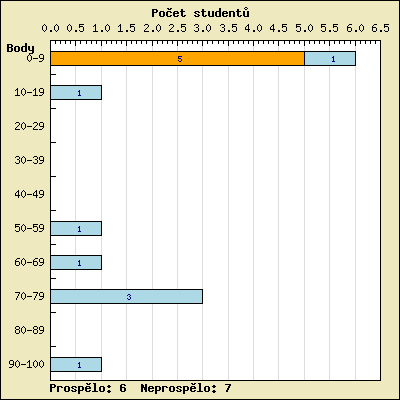 Počet studentů
0.0 0.5 1.0 1.5 2.0 2.5 3.0 3.5 4.0 4.5 5.0 5.5 6.0 6.5
Body
0-9 5 1
10-19 1
20-29
30-39
40-49
50-59 1
60-69 1
70-79 3
80-89
90-100 1
Prospělo: 6 Neprospělo: 7